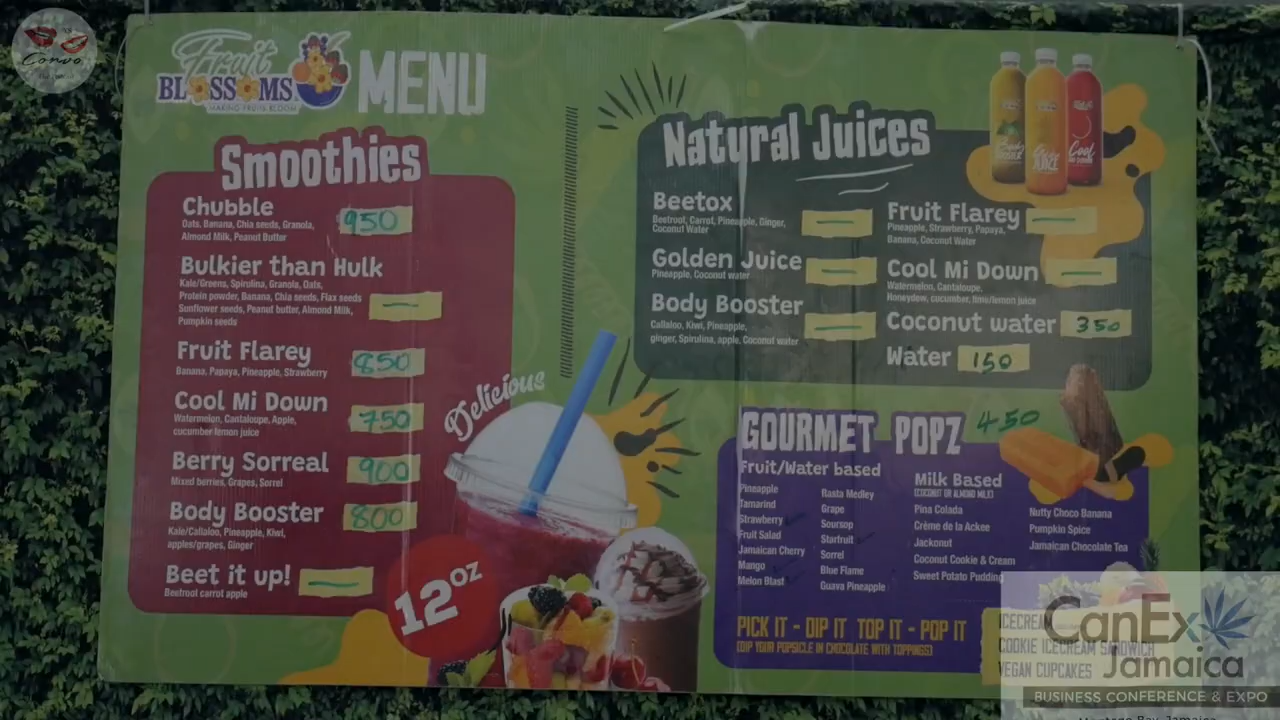 Convo
Fruit
BLOSSOMS
MAKING FRUITS BLOOM
MENU
Smoothies
Chubble
950
Oats, Banana, Chia seeds, Granola,
Almond Milk, Peanut Butter
Bulkier than Hulk
Kale/Greens, Spirulina, Granola, Oats,
Protein powder, Banana, Chia seeds, Flax seeds
Sunflower seeds, Peanut butter, Almond Milk,
Pumpkin seeds
Fruit Flarey
850
Banana, Papaya, Pineapple, Strawberry
Cool Mi Down
750
Watermelon, Cantaloupe, Apple,
cucumber lemon juice
Berry Sorreal
900
Mixed berries, Grapes, Sorrel
Body Booster
800
Kale/Callaloo, Pineapple, Kiwi,
apples/grapes, Ginger
Beet it up!
Beetroot carrot apple
Delicious
12oz
Natural Juices
Beetox
Beetroot, Carrot, Pineapple, Ginger,
Cuconut Water
Golden Juice
Pineapple, Coconut water
Body Booster
Callaloo, Kiwi, Pineapple,
ginger, Spirulina, apple, Coconut water
Fruit Flarey
Pineapple, Strawberry, Papaya,
Banana, Coconut Water
Cool Mi Down
Watermelon, Cantaloupe,
Honeydew, cucumber, lime/lemon juice
Coconut water 350
Water 150
GOURMET POPZ 450
Fruit/Water based
Pineapple
Tamarind
Strawberry
Fruit Salad
Jamaican Cherry
Mango
Melon Blast
Rasta Medley
Grape
Soursop
Starfruit
Sorrel
Blue Flame
Guava Pineapple
Milk Based
(COCONUT OR ALMOND MILK)
Pina Colada
Crème de la Ackee
Jackonut
Coconut Cookie & Cream
Sweet Potato Pudding
Nutty Choco Banana
Pumpkin Spice
Jamaican Chocolate Tea
PICK IT - DIP IT TOP IT - POP IT
(DIP YOUR POPSICLE IN CHOCOLATE WITH TOPPINGS)
ICECREAM
COOKIE ICECREAM SANDWICH
VEGAN CUPCAKES
CanEx
Jamaica
BUSINESS CONFERENCE & EXPO
Montego Bay, Jamaica